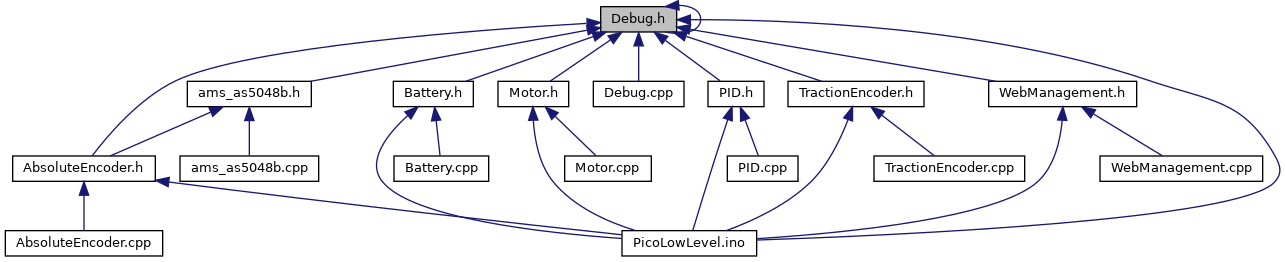 Debug.h
ams_as5048b.h
Battery.h
Motor.h
Debug.cpp
PID.h
TractionEncoder.h
WebManagement.h
AbsoluteEncoder.h
ams_as5048b.cpp
Battery.cpp
Motor.cpp
PID.cpp
TractionEncoder.cpp
WebManagement.cpp
AbsoluteEncoder.cpp
PicoLowLevel.ino